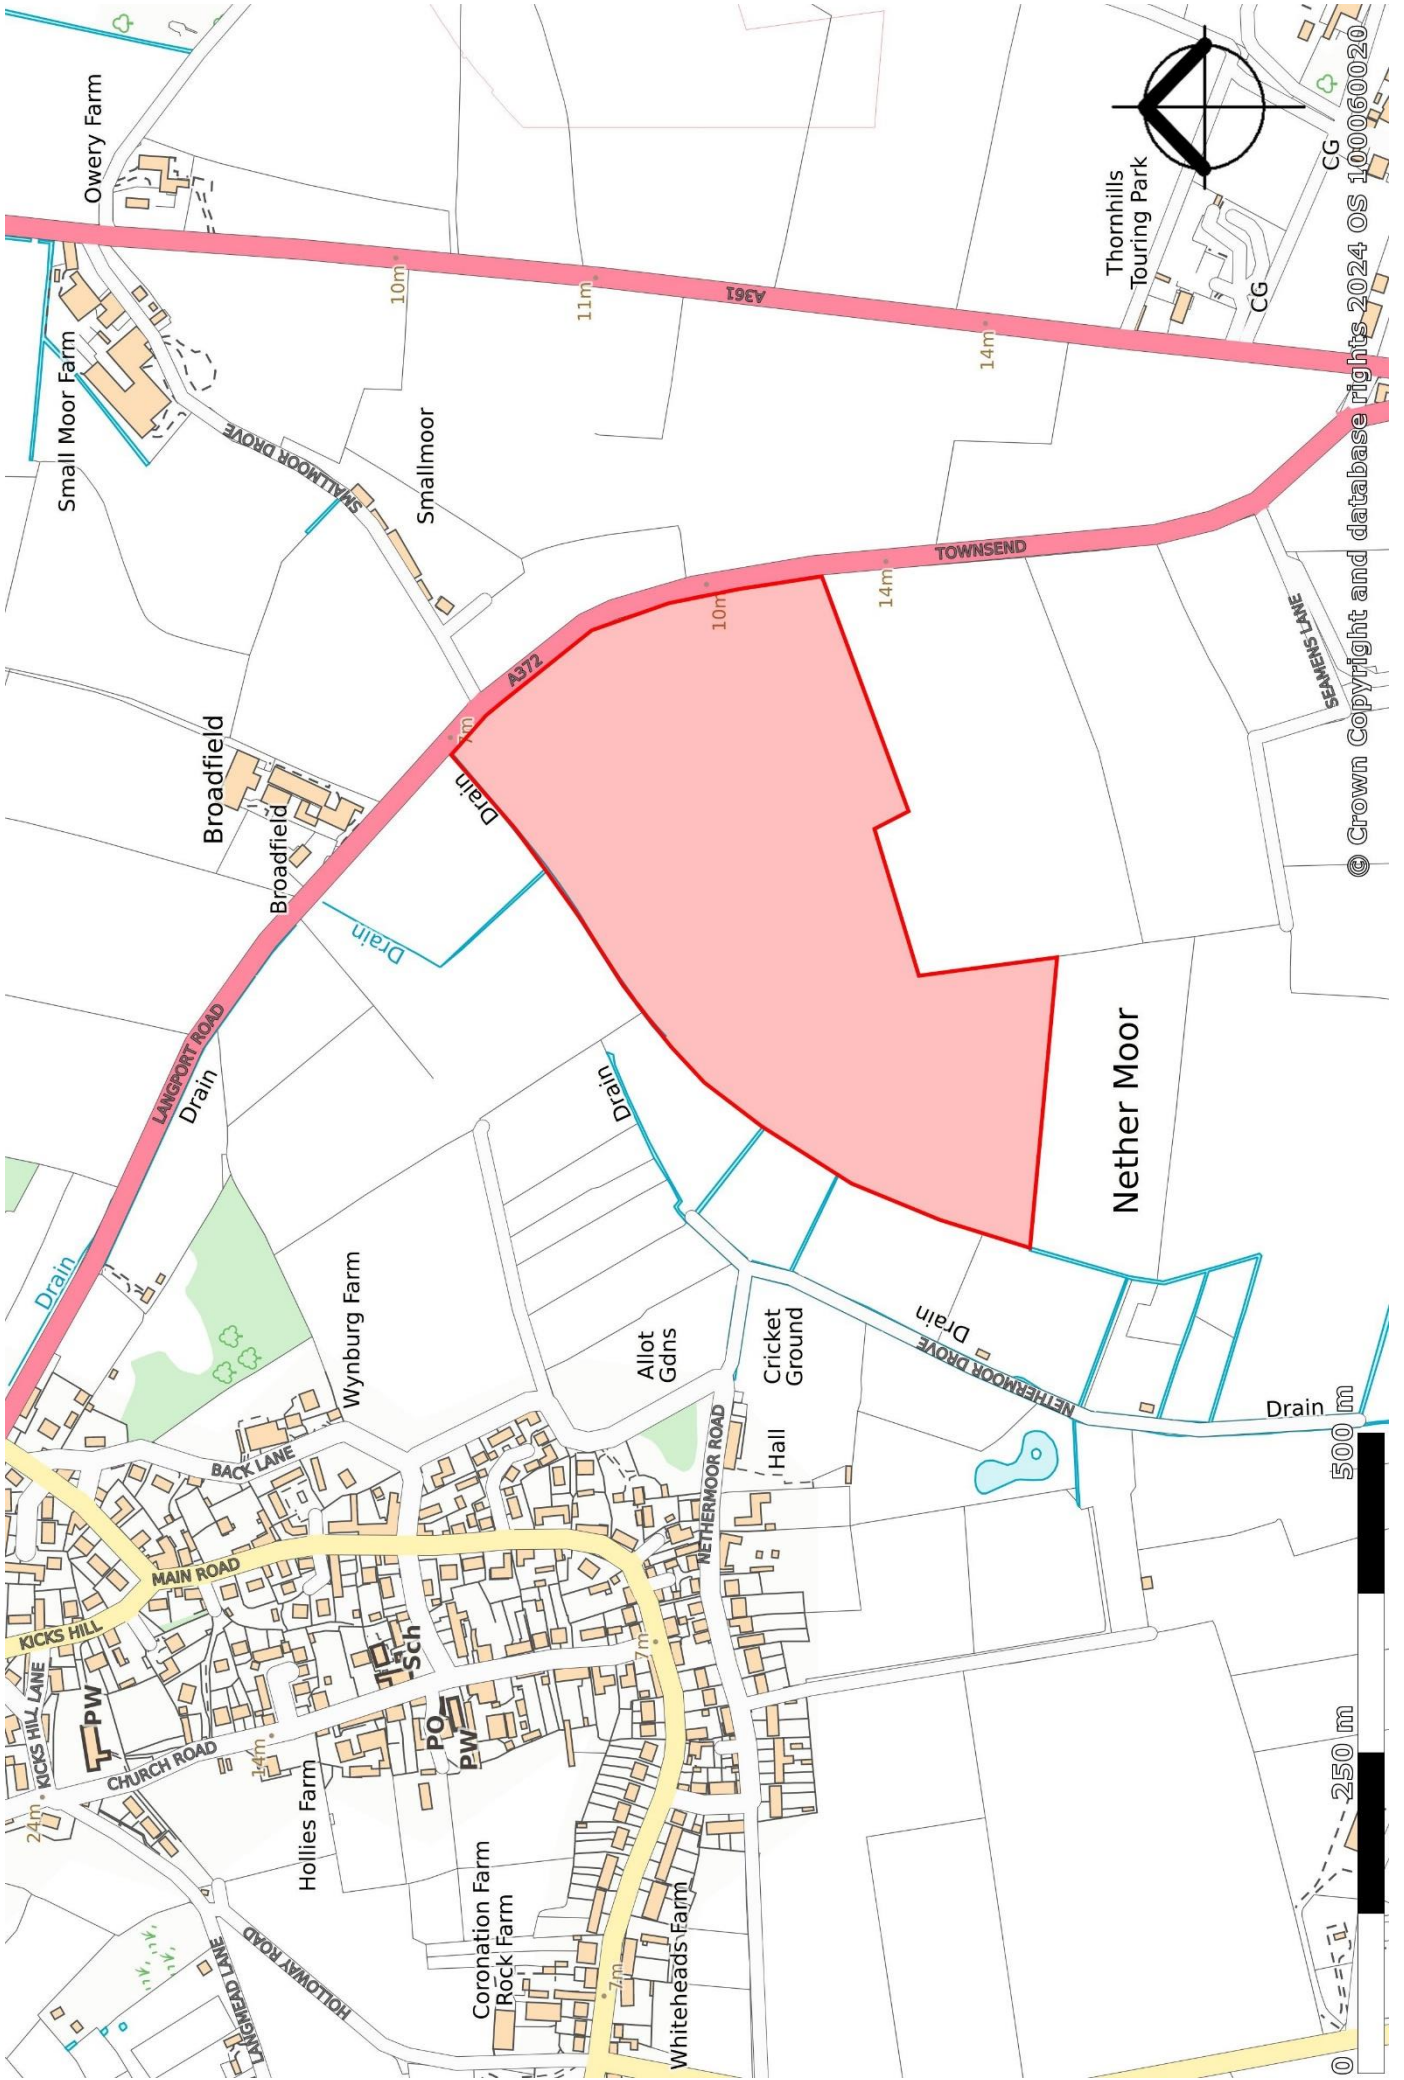 Owery Farm
Small Moor Farm
10m
11m
A361
Thornhills
Touring Park
CG
CG
14m
SMALLMOOR DROVE
Smallmoor
TOWNSEND
14m
10m
A372
7m
SEAMENS LANE
Broadfield
Broadfield
Drain
Drain
LANGPORT ROAD
Drain
Drain
Drain
Nether Moor
Wynburg Farm
Allot
Gdns
Cricket
Ground
Drain
NETHERMOOR DROVE
Drain
BACK LANE
Hall
NETHERMOOR ROAD
MAIN ROAD
KICKS HILL
KICKS HILL LANE
PW
Sch
7m
PO
PW
CHURCH ROAD
14m
24m
Hollies Farm
Coronation Farm
Rock Farm
Whiteheads Farm
7m
HOLLOWAY ROAD
LANGMEAD LANE
0
250 m
500 m
© Crown Copyright and database rights 2024 OS 100060020